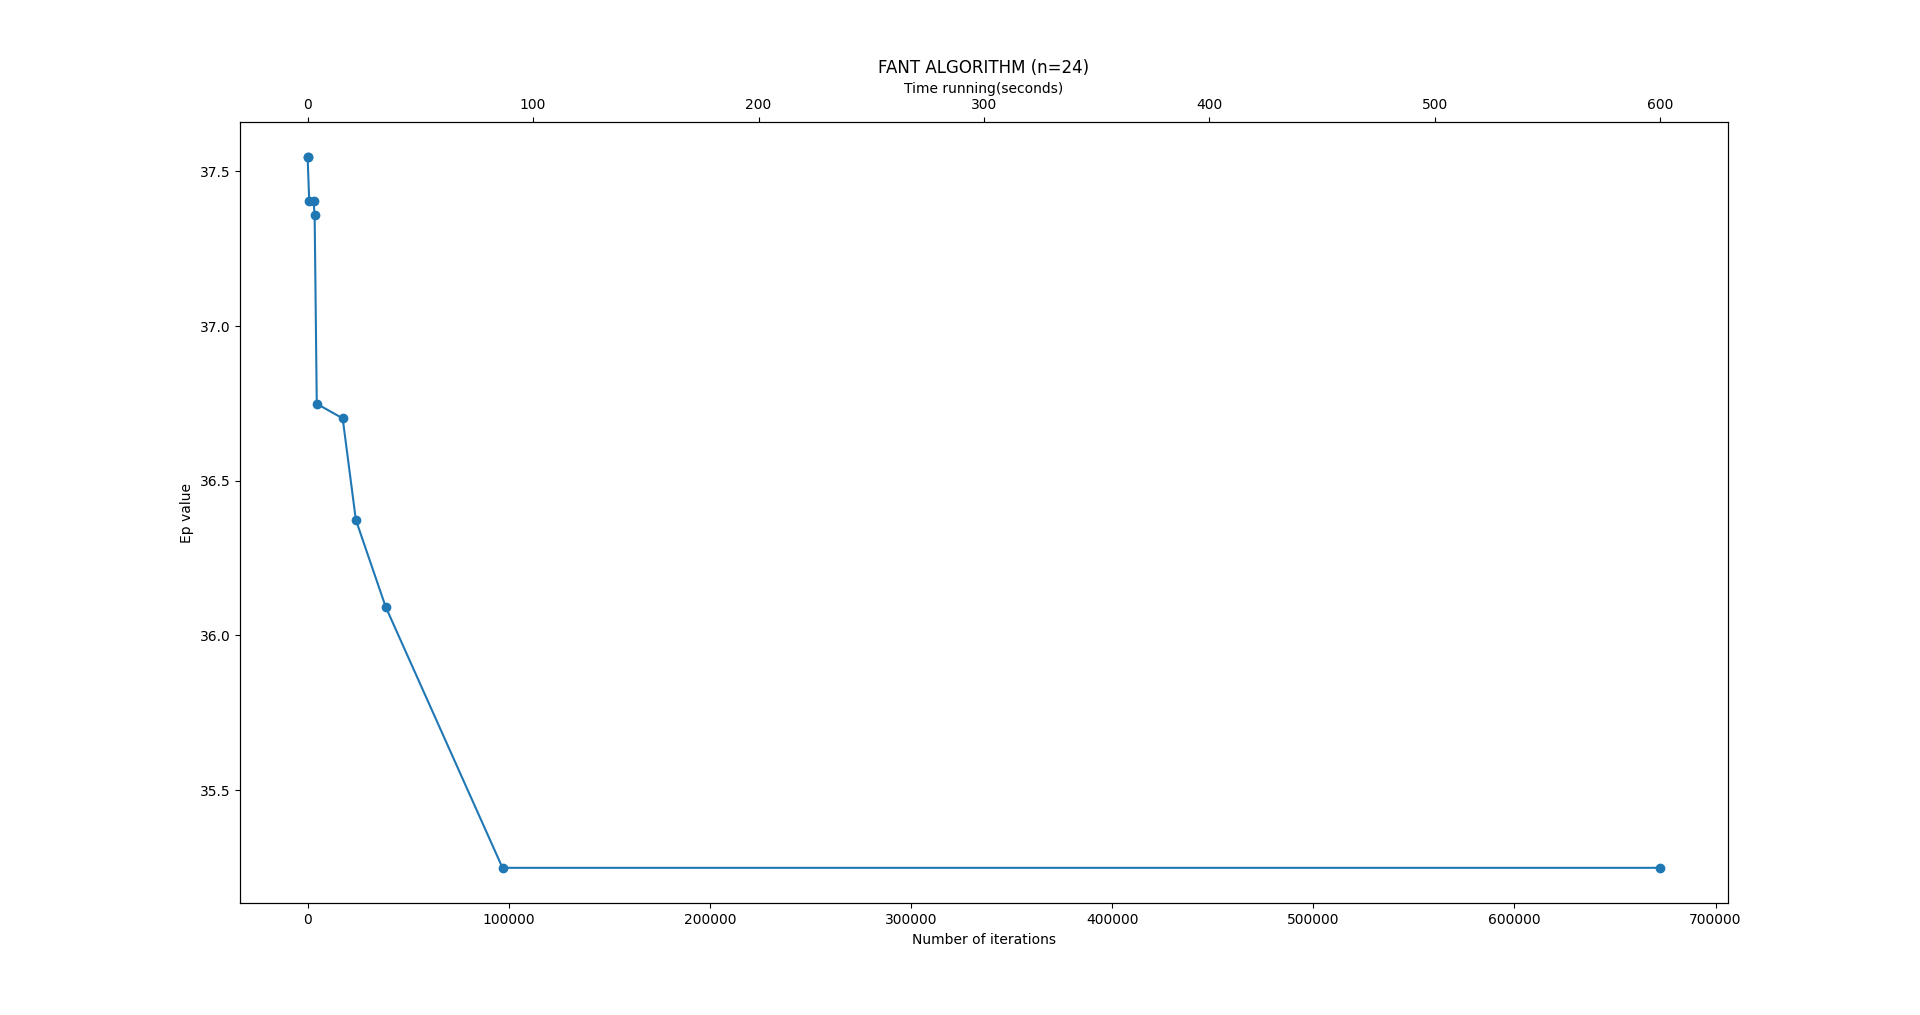 FANT ALGORITHM (n=24)
Time running(seconds)
0 100 200 300 400 500 600
37.5
37.0
36.5
36.0
35.5
Ep value
0 100000 200000 300000 400000 500000 600000 700000
Number of iterations